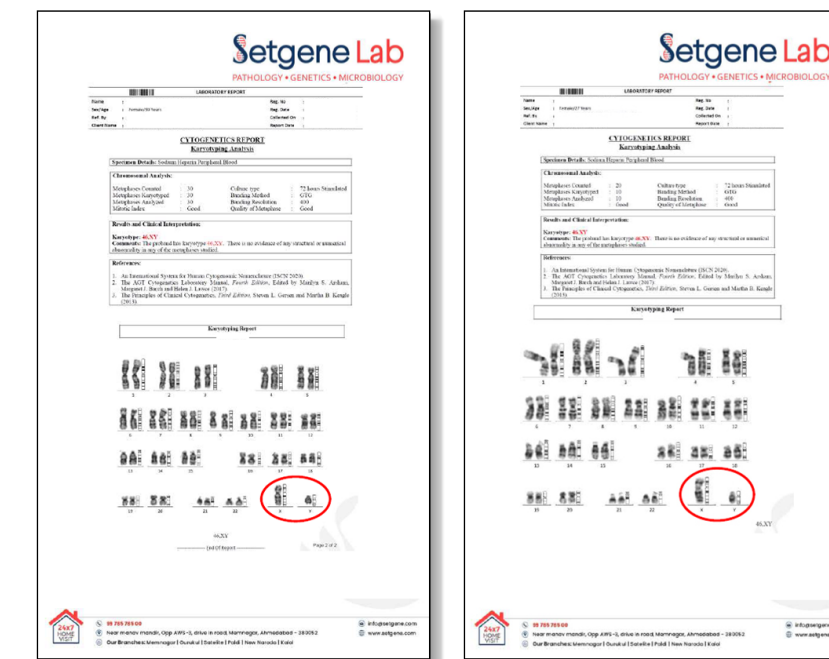 Setgene Lab
PATHOLOGY • GENETICS • MICROBIOLOGY
LABORATORY REPORT
Name :
Reg. No :
Sex/Age :
Reg. Date :
Ref. By :
Collected On :
Client Name :
Report Date :
CYTOGENETICS REPORT
Karyotyping Analysis
Specimen Details: Sodium Heparin Peripheral Blood
Chromosomal Analysis:
Metaphases Counted : 30 Culture type : 72 hours Stimulated
Metaphases Karyotyped : 10 Banding Method : GTG
Metaphases Analyzed : 30 Banding Resolution : 400
Mitotic Index : Good Quality of Metaphase : Good
Results and Clinical Interpretation:
Karyotype: 46,XY
Comments: The proband has karyotype 46,XY. There is no evidence of any structural or numerical
abnormality in any of the metaphases studied.
References:
1. An International System for Human Cytogenomic Nomenclature (ISCN 2020).
2. The AGT Cytogenetics Laboratory Manual, Fourth Edition, Edited by Marilyn S. Arsham,
Margaret J. Barch and Helen J. Lawce (2017).
3. The Principles of Clinical Cytogenetics, Third Edition, Steven L. Gersen and Martha B. Keagle
(2013).
Karyotyping Report
1 2 3 4 5
6 7 8 9 10 11 12
13 14 15 16 17 18
19 20 21 22 X Y
46,XY
End Of Report
Page 2 of 2
24x7
HOME
VISIT
Near manav mandir, Opp AWS-3, drive in road, Memnagar, Ahmedabad - 380052
Our Branches: Memnagar | Gurukul | Satellite | Paldi | New Naroda | Kalol
info@setgene.com
www.setgene.com
Setgene Lab
PATHOLOGY • GENETICS • MICROBIOLOGY
LABORATORY REPORT
Name :
Reg. No :
Sex/Age : Female/27 Years
Reg. Date :
Ref. By :
Collected On :
Client Name :
Report Date :
CYTOGENETICS REPORT
Karyotyping Analysis
Specimen Details: Sodium Heparin Peripheral Blood
Chromosomal Analysis:
Metaphases Counted : 20 Culture type : 72 hours Stimulated
Metaphases Karyotyped : 10 Banding Method : GTG
Metaphases Analyzed : 10 Banding Resolution : 400
Mitotic Index : Good Quality of Metaphase : Good
Results and Clinical Interpretation:
Karyotype: 46,XY
Comments: The proband has karyotype 46,XY. There is no evidence of any structural or numerical
abnormality in any of the metaphases studied.
References:
1. An International System for Human Cytogenomic Nomenclature (ISCN 2020).
2. The AGT Cytogenetics Laboratory Manual, Fourth Edition, Edited by Marilyn S. Arsham,
Margaret J. Barch and Helen J. Lawce (2017).
3. The Principles of Clinical Cytogenetics, Third Edition, Steven L. Gersen and Martha B. Keagle
(2013).
Karyotyping Report
1 2 3 4 5
6 7 8 9 10 11 12
13 14 15 16 17 18
19 20 21 22 X Y
46,XY
24x7
HOME
VISIT
Near manav mandir, Opp AWS-3, drive in road, Memnagar, Ahmedabad - 380052
Our Branches: Memnagar | Gurukul | Satellite | Paldi | New Naroda | Kalol